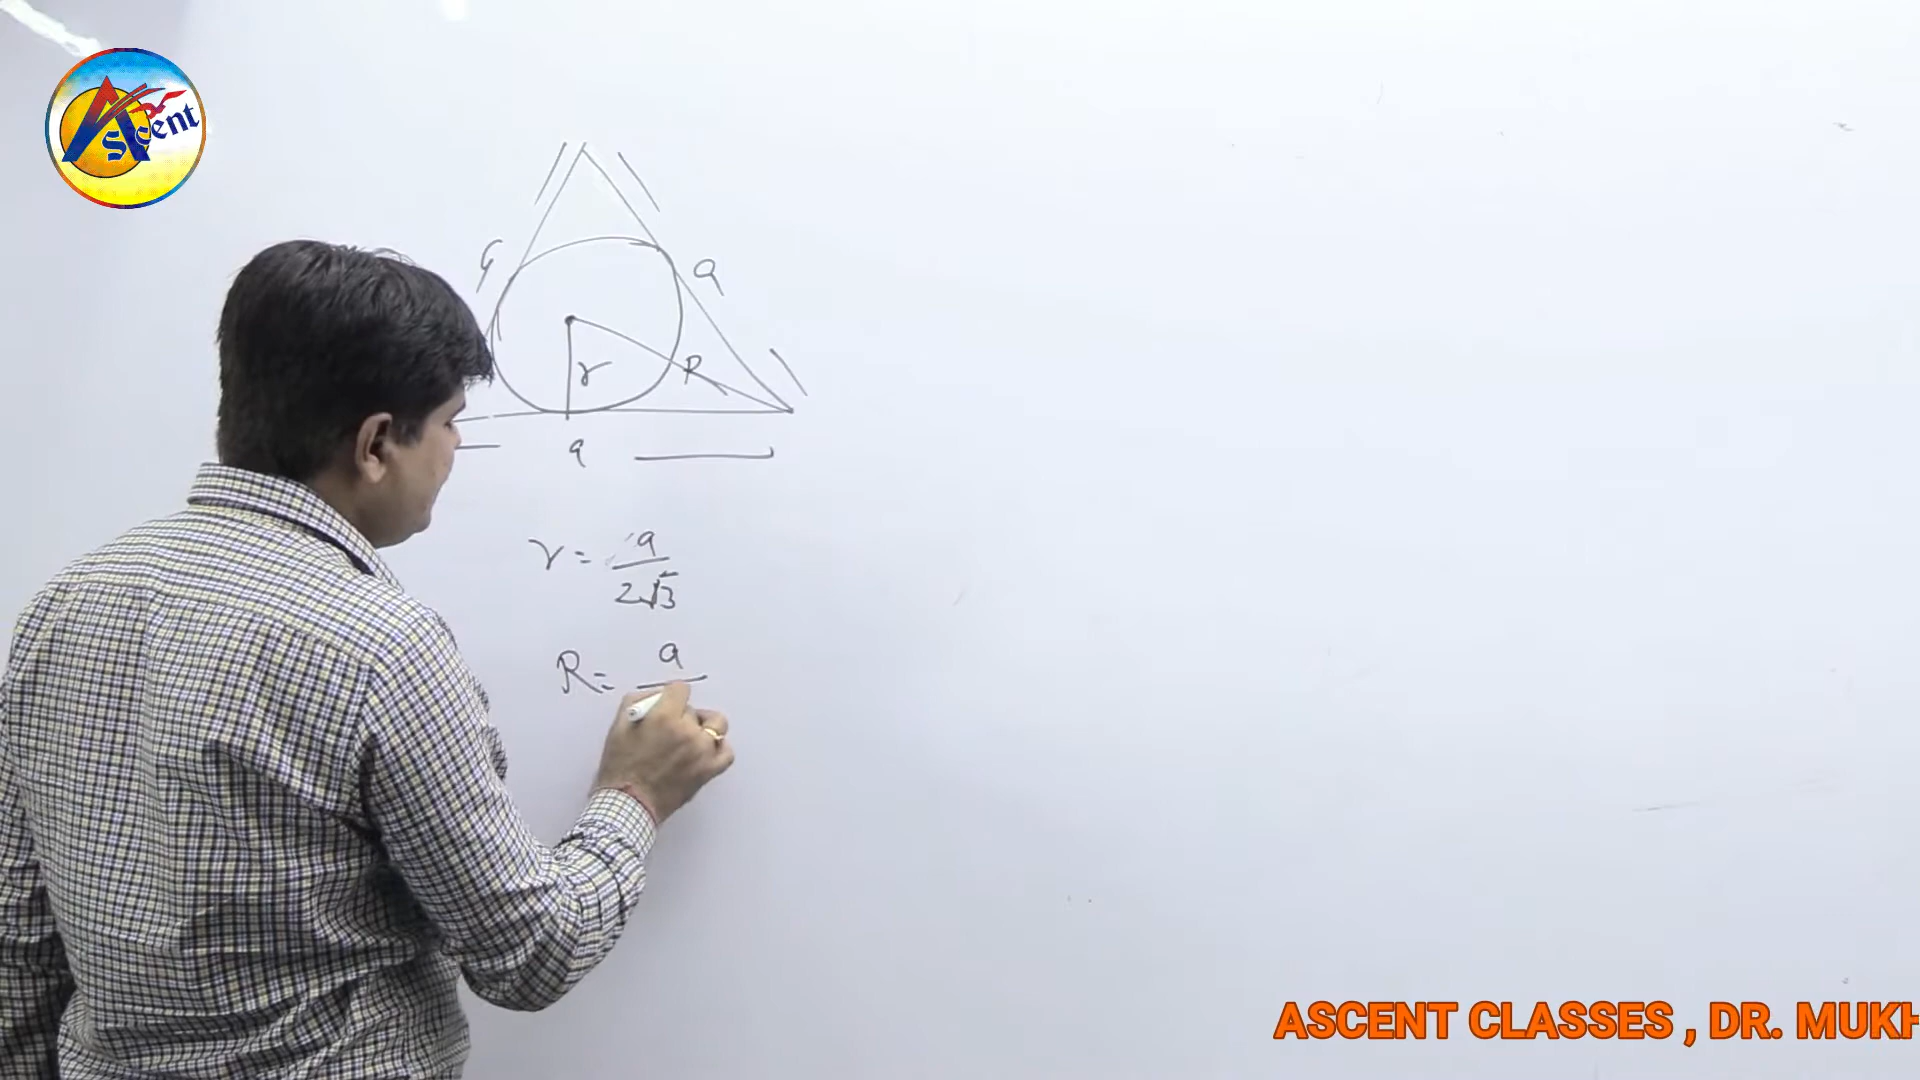 Ascent
a
a
r
R
a
r = a / 2√3
R = a
ASCENT CLASSES , DR. MUKH